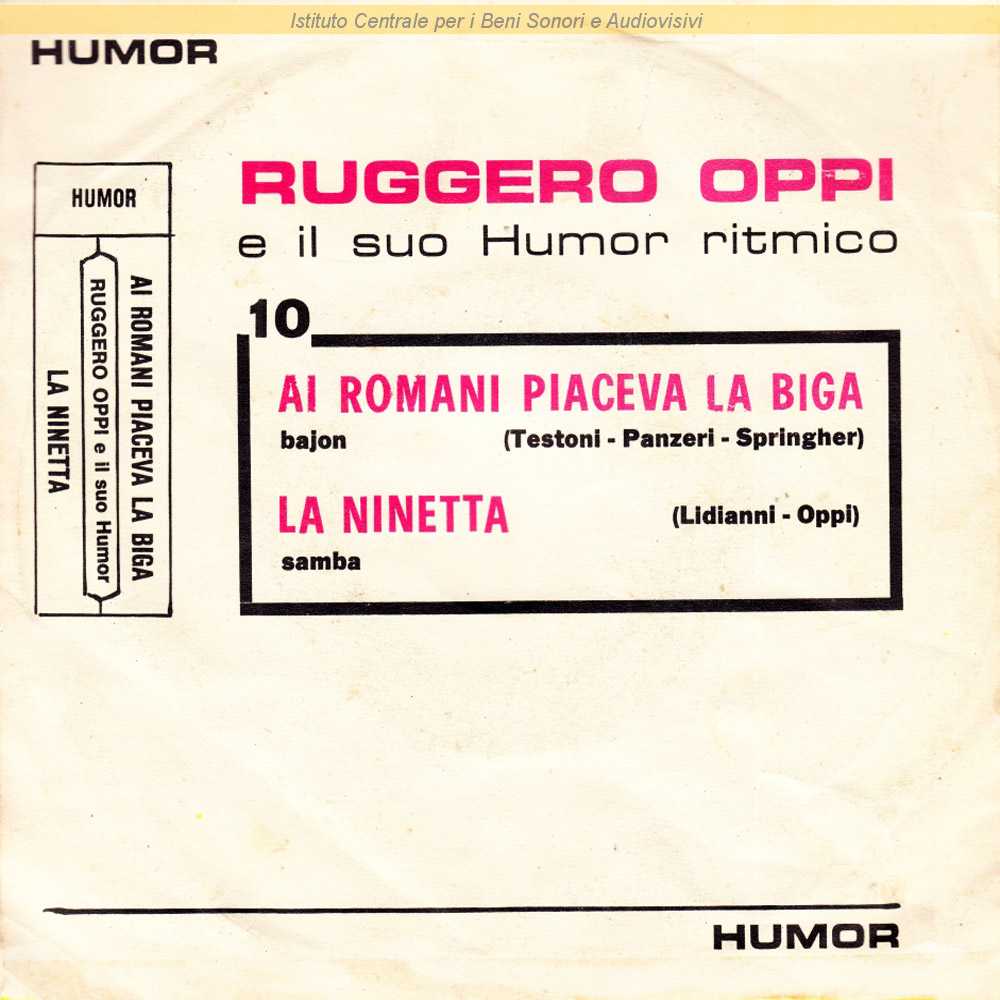 Istituto Centrale per i Beni Sonori e Audiovisivi
HUMOR
RUGGERO OPPI
e il suo Humor ritmico
HUMOR
AI ROMANI PIACEVA LA BIGA
RUGGERO OPPI e il suo Humor
LA NINETTA
10
AI ROMANI PIACEVA LA BIGA
bajon (Testoni - Panzeri - Springher)
LA NINETTA (Lidianni - Oppi)
samba
HUMOR